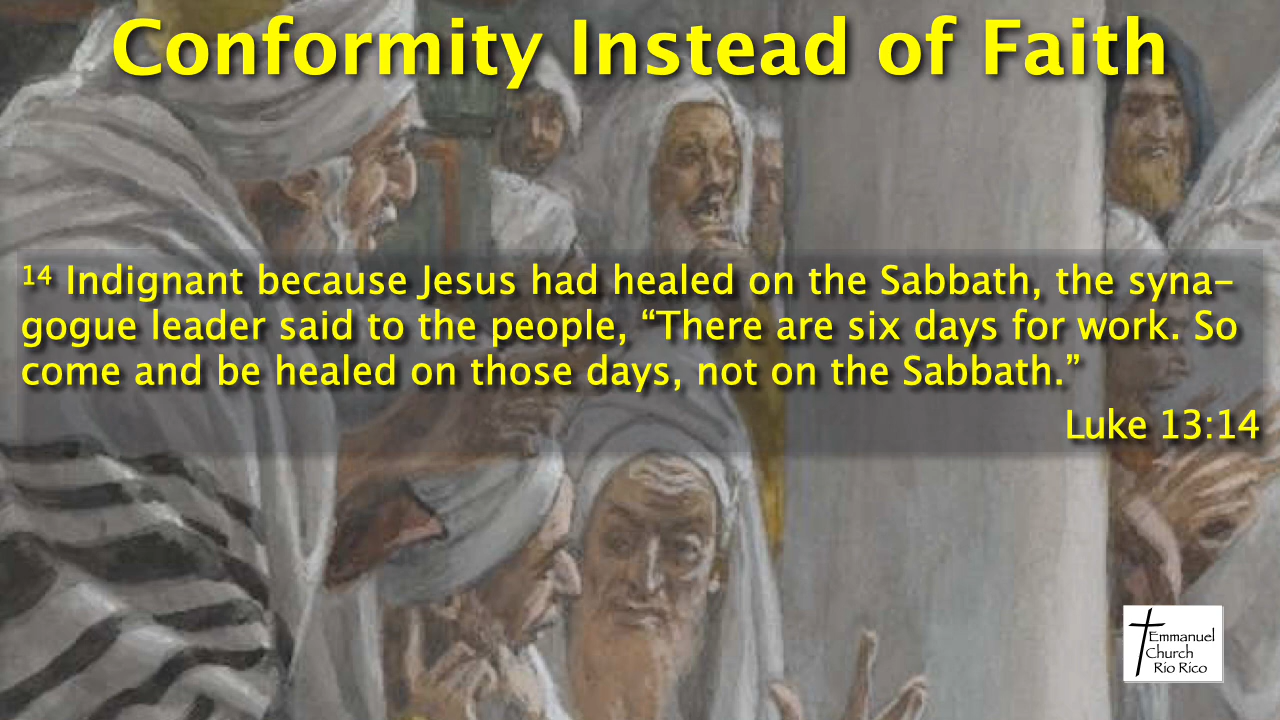 Conformity Instead of Faith
14 Indignant because Jesus had healed on the Sabbath, the syna-
gogue leader said to the people, “There are six days for work. So
come and be healed on those days, not on the Sabbath.”
Luke 13:14
Emmanuel
Church
Rio Rico